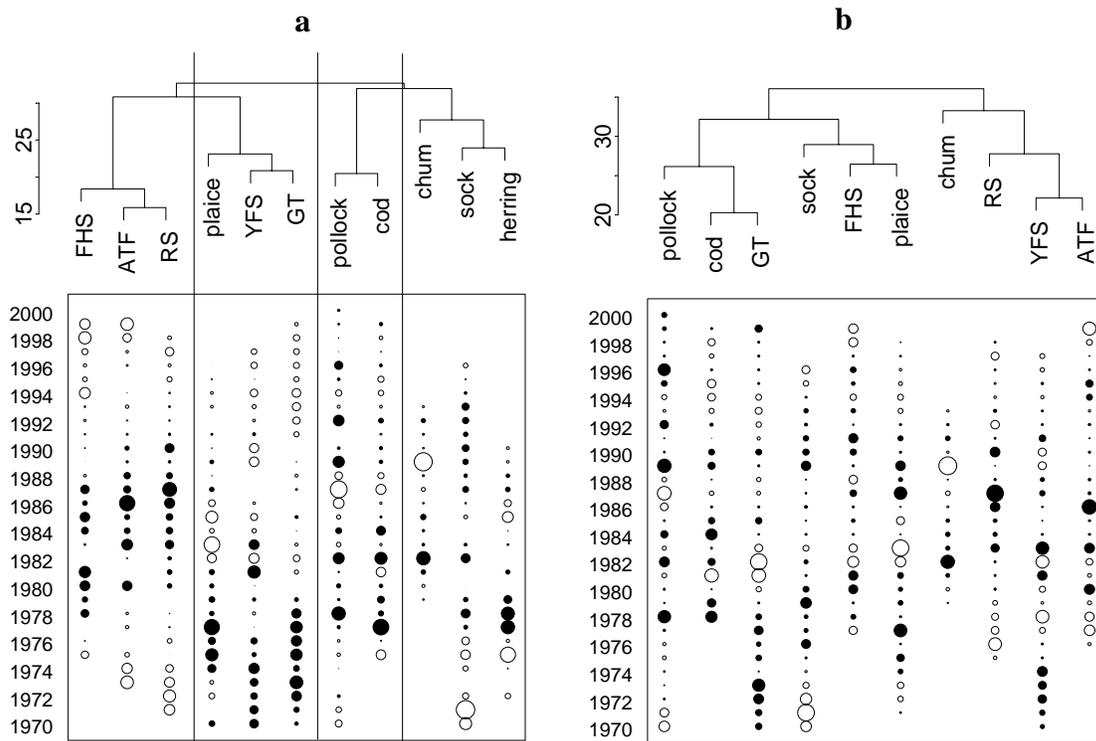 a
b
25
15
FHS
ATF
RS
plaice
YFS
GT
pollock
cod
chum
sock
herring
2000
1998
1996
1994
1992
1990
1988
1986
1984
1982
1980
1978
1976
1974
1972
1970
30
20
pollock
cod
GT
sock
FHS
plaice
chum
RS
YFS
ATF
2000
1998
1996
1994
1992
1990
1988
1986
1984
1982
1980
1978
1976
1974
1972
1970